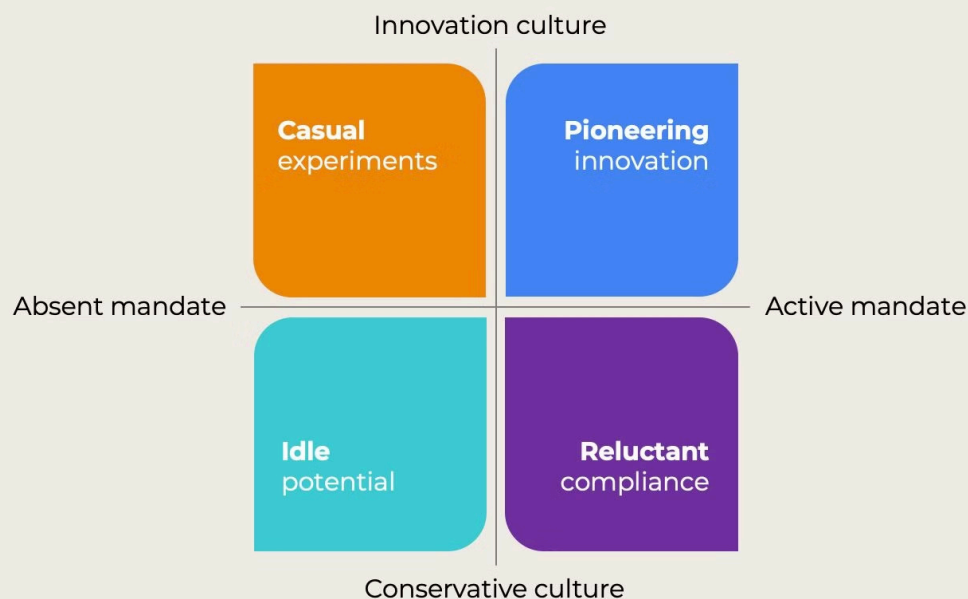 Innovation culture
Casual
experiments
Pioneering
innovation
Absent mandate
Active mandate
Idle
potential
Reluctant
compliance
Conservative culture